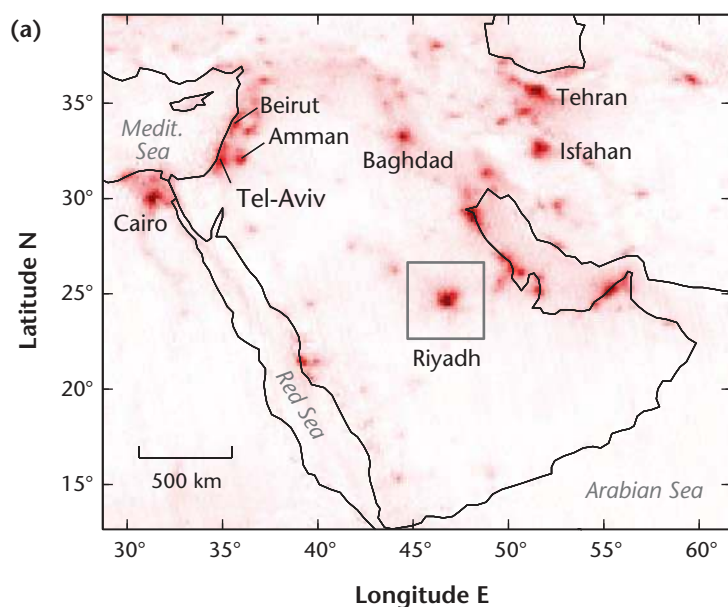 (a)
35°
30°
25°
20°
15°
Latitude N
Medit.
Sea
Beirut
Amman
Tel-Aviv
Cairo
Baghdad
Tehran
Isfahan
Riyadh
Red Sea
500 km
Arabian Sea
30°
35°
40°
45°
50°
55°
60°
Longitude E